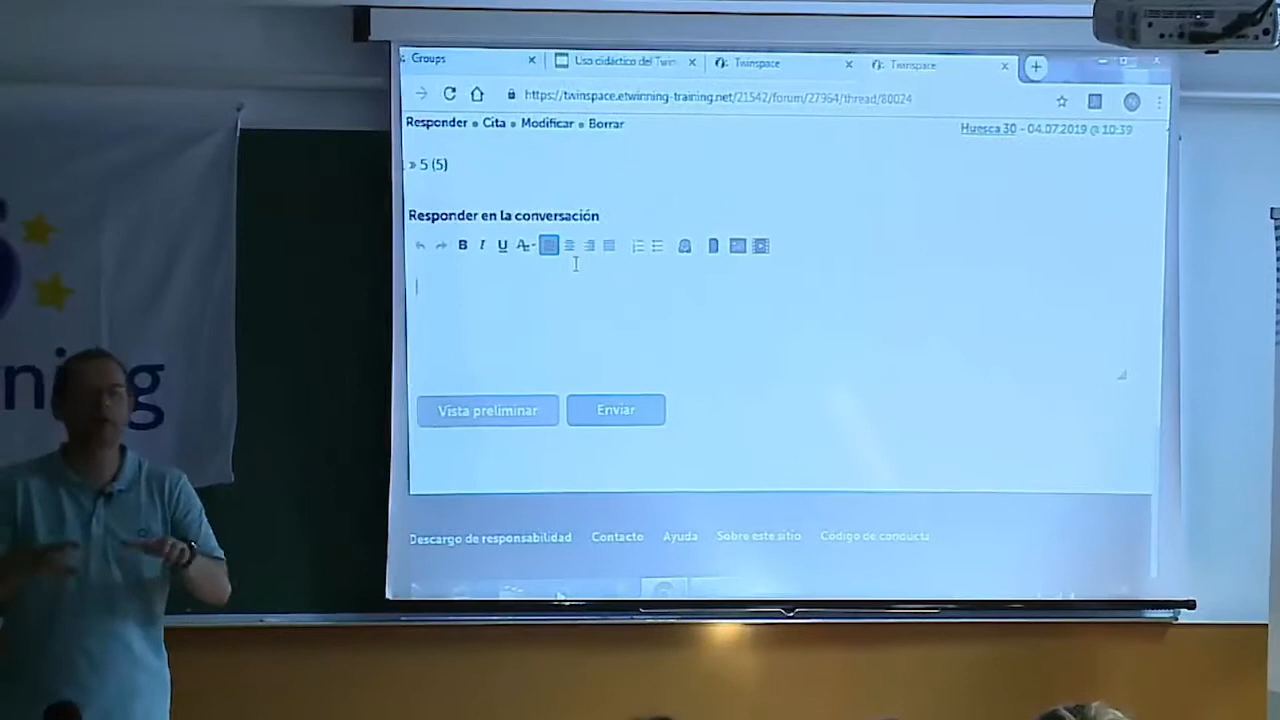 Groups
Uso didáctico del Twin
Twinspace
Twinspace
https://twinspace.etwinning-training.net/21542/forum/27964/thread/80024
Responder • Cita • Modificar • Borrar
Huesca 30 - 04.07.2019 @ 10:39
» 5 (5)
Responder en la conversación
B I U A
Vista preliminar
Enviar
Descargo de responsabilidad
Contacto
Ayuda
Sobre este sitio
Código de conducta
ning